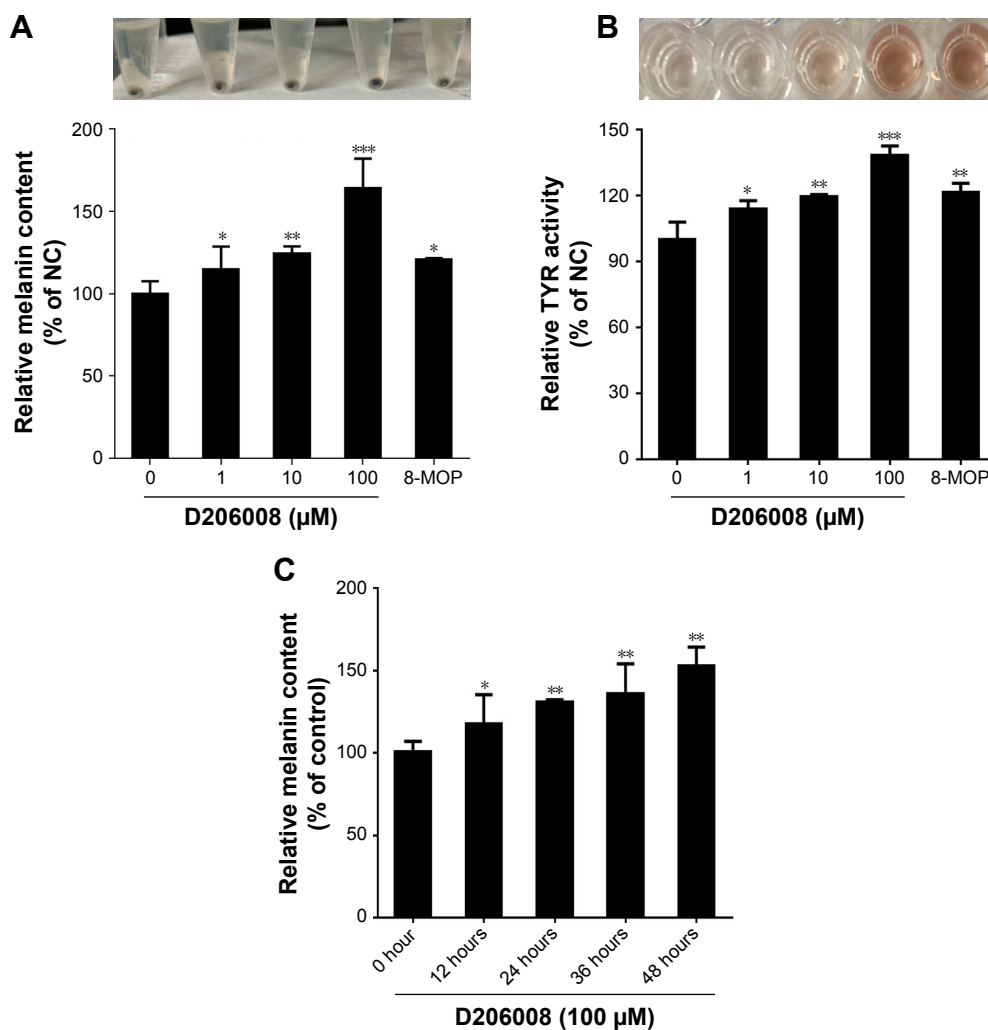 A
200
150
100
50
0
Relative melanin content
(% of NC)
*
**
***
*
0 1 10 100 8-MOP
D206008 (µM)
B
150
120
90
60
30
0
Relative TYR activity
(% of NC)
*
**
***
**
0 1 10 100 8-MOP
D206008 (µM)
C
200
150
100
50
0
Relative melanin content
(% of control)
*
**
**
**
0 hour
12 hours
24 hours
36 hours
48 hours
D206008 (100 µM)